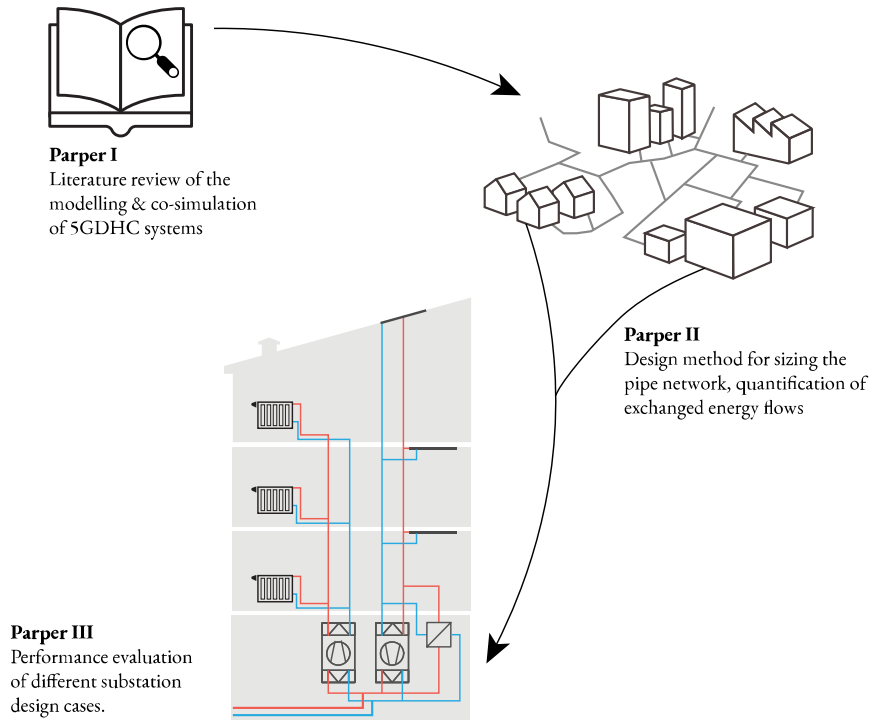 Parper I
Literature review of the
modelling & co-simulation
of 5GDHC systems
Parper II
Design method for sizing the
pipe network, quantification of
exchanged energy flows
Parper III
Performance evaluation
of different substation
design cases.